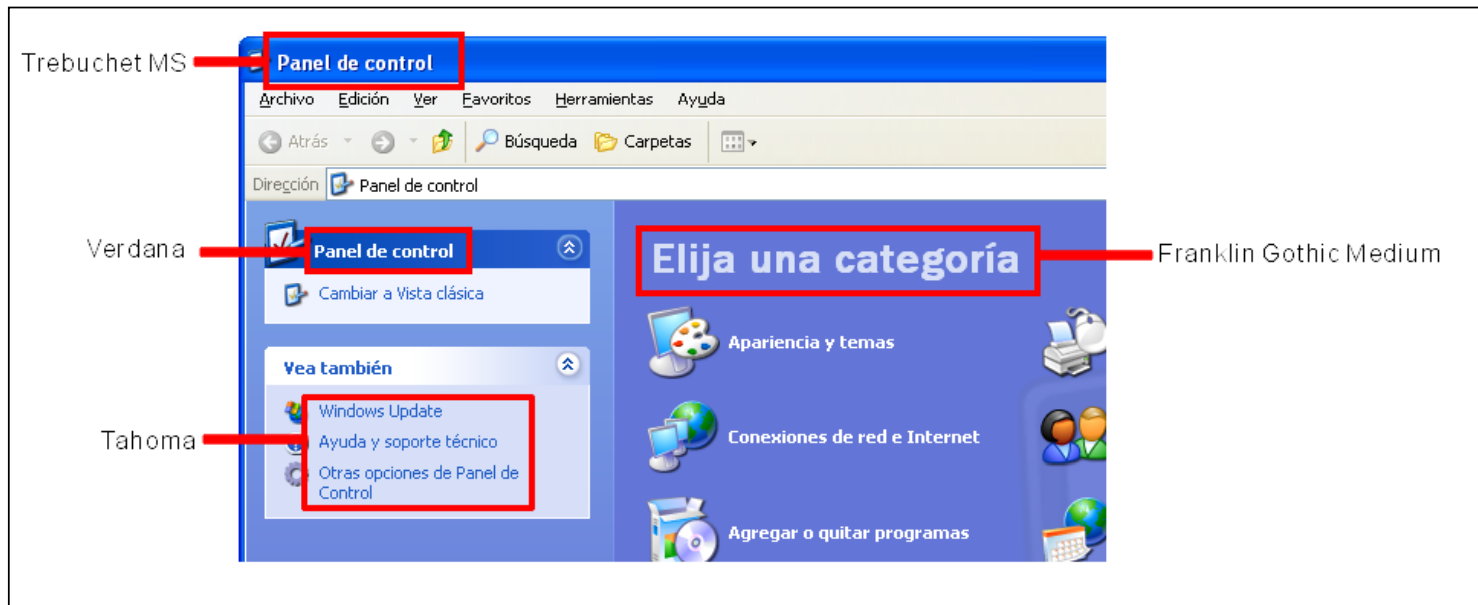 Trebuchet MS
Panel de control
Archivo Edición Ver Favoritos Herramientas Ayuda
Atrás Búsqueda Carpetas
Dirección Panel de control
Verdana
Panel de control
Cambiar a Vista clásica
Vea también
Tahoma
Windows Update
Ayuda y soporte técnico
Otras opciones de Panel de
Control
Elija una categoría
Franklin Gothic Medium
Apariencia y temas
Conexiones de red e Internet
Agregar o quitar programas